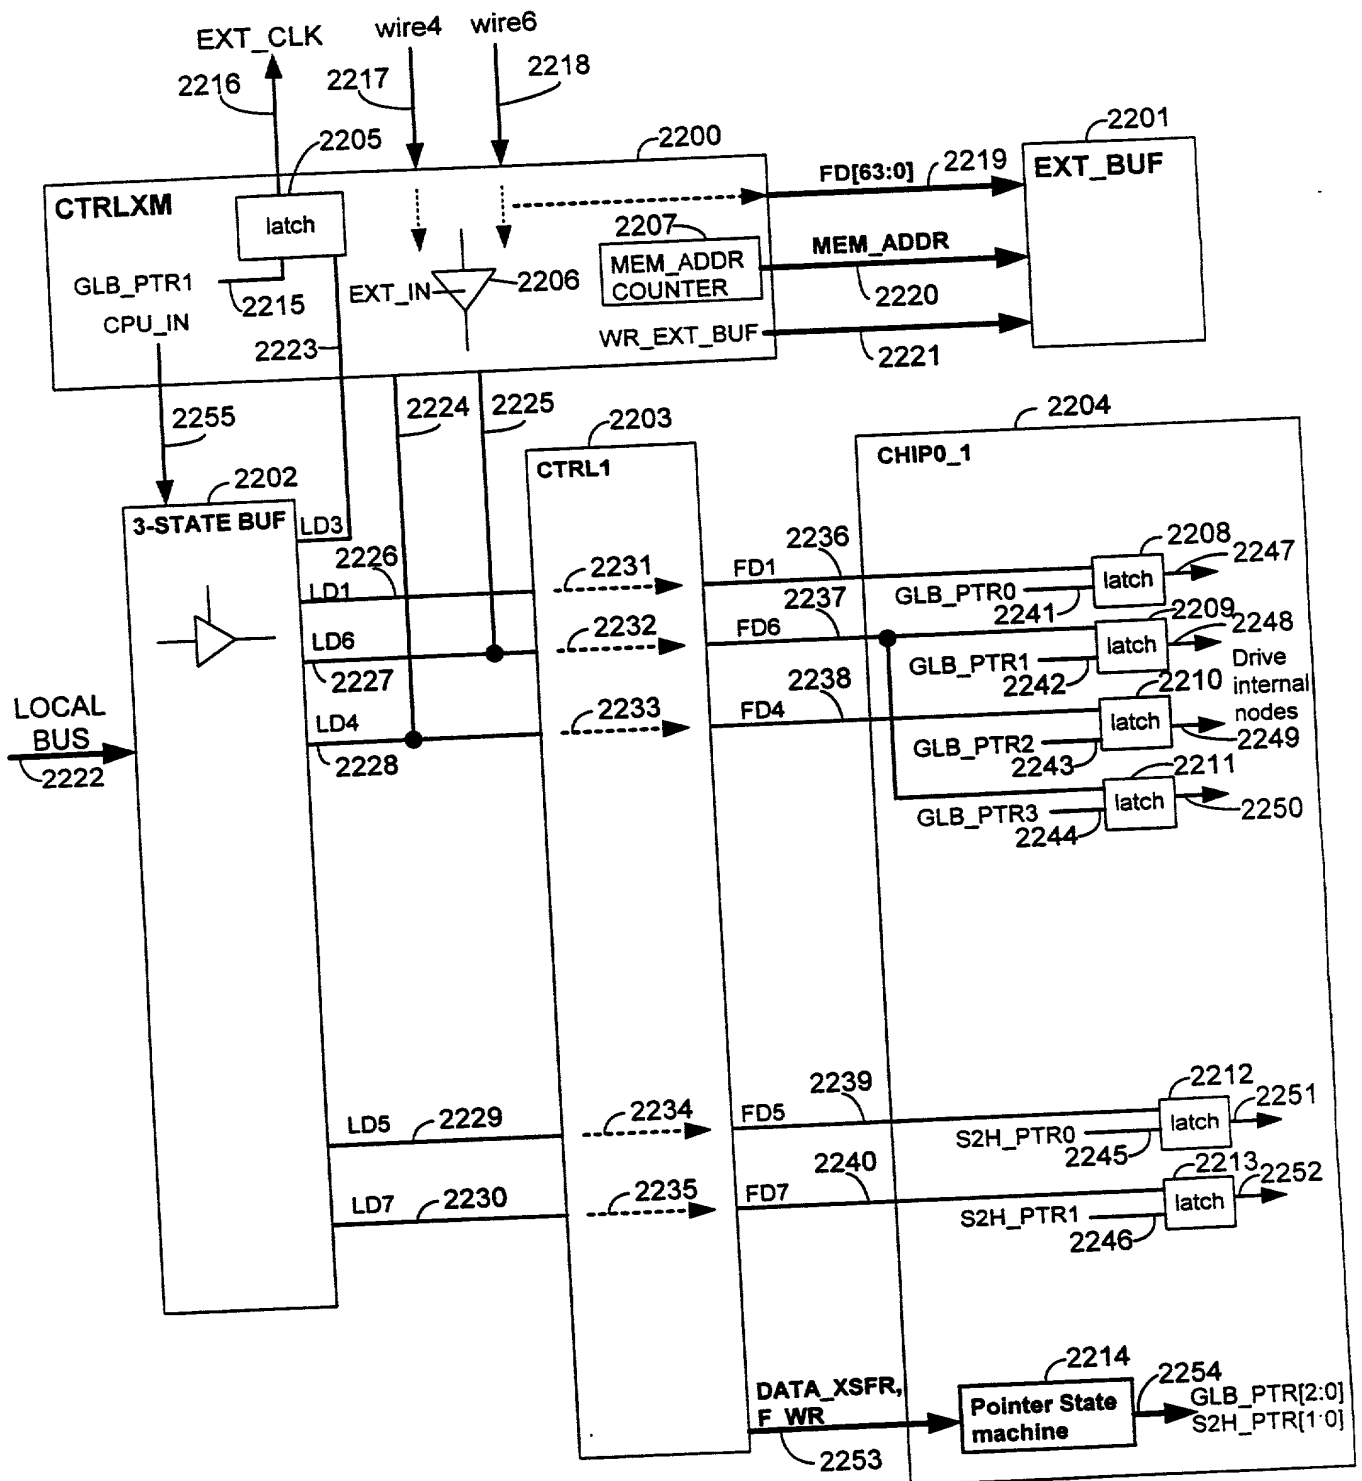 EXT_CLK
wire4
wire6
2216
2217
2218
2205
2200
2201
CTRLXM
latch
FD[63:0]
2219
EXT_BUF
2207
MEM_ADDR
COUNTER
MEM_ADDR
2220
GLB_PTR1
2215
EXT_IN
2206
CPU_IN
2223
WR_EXT_BUF
2221
2255
2224
2225
2203
2204
2202
CTRL1
CHIP0_1
3-STATE BUF
LD3
2226
2231
2236
2208
2247
LD1
FD1
latch
GLB_PTR0
2241
2237
2209
LD6
2232
FD6
latch
2248
2227
GLB_PTR1
2242
Drive
internal
nodes
2238
2210
LD4
2233
FD4
latch
2228
GLB_PTR2
2243
2249
2211
latch
GLB_PTR3
2244
2250
LOCAL
BUS
2222
2239
2212
LD5
2229
2234
FD5
latch
2251
S2H_PTR0
2245
2240
2213
LD7
2230
2235
FD7
latch
2252
S2H_PTR1
2246
DATA_XSFR,
F_WR
2253
2214
Pointer State
machine
2254
GLB_PTR[2:0]
S2H_PTR[1:0]